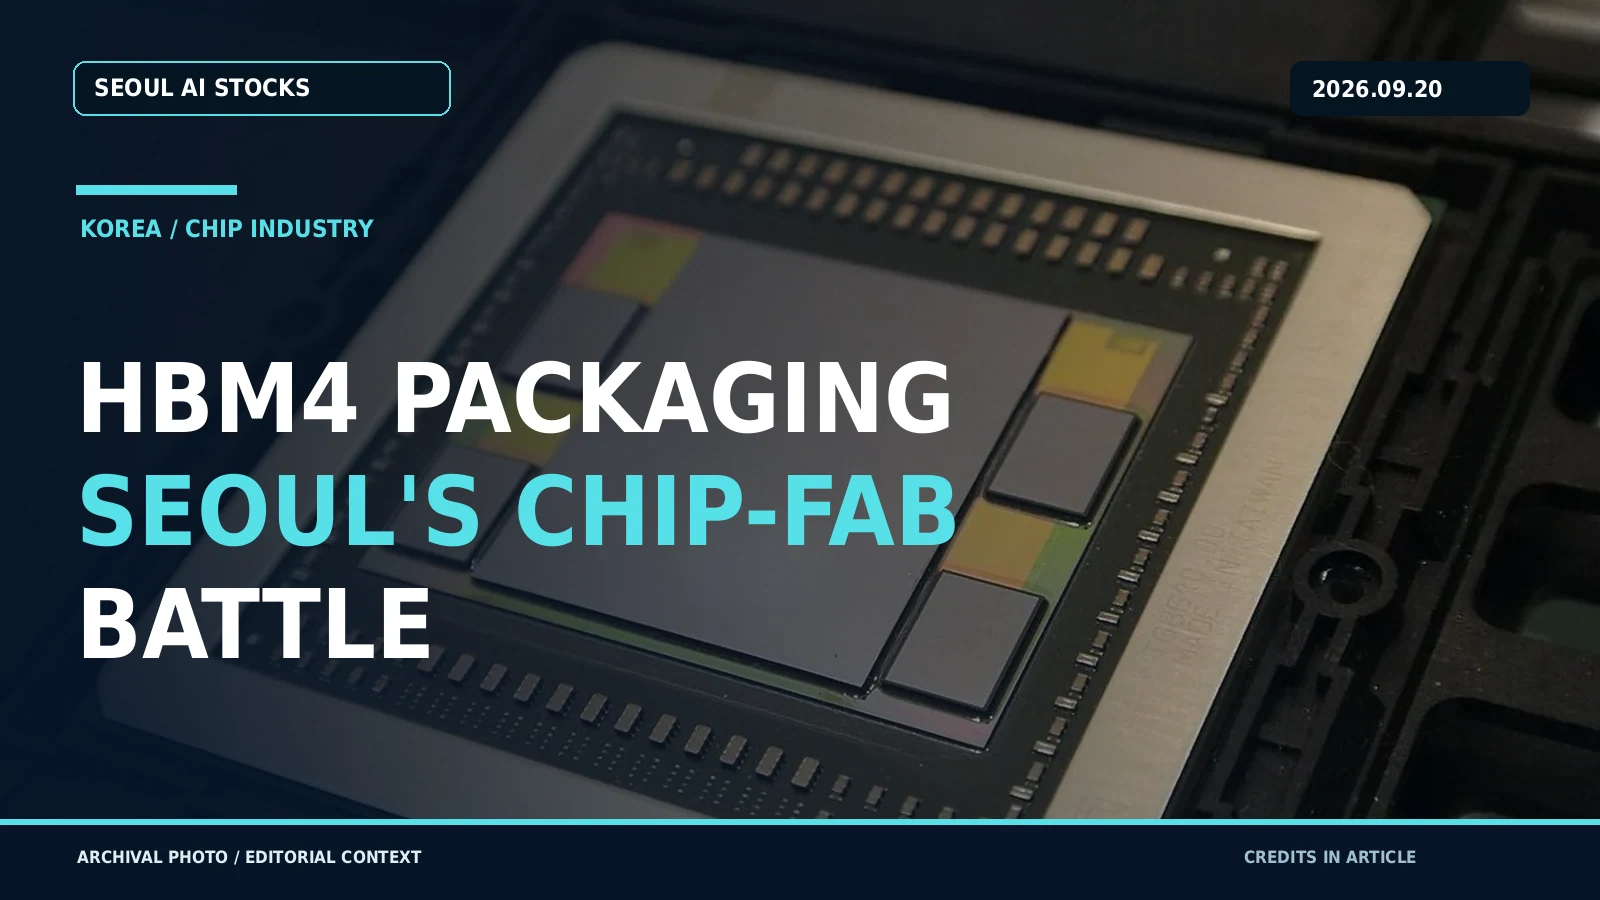 SEOUL AI STOCKS
2026.09.20
KOREA / CHIP INDUSTRY
HBM4 PACKAGING
SEOUL'S CHIP-FAB
BATTLE
ARCHIVAL PHOTO / EDITORIAL CONTEXT
CREDITS IN ARTICLE